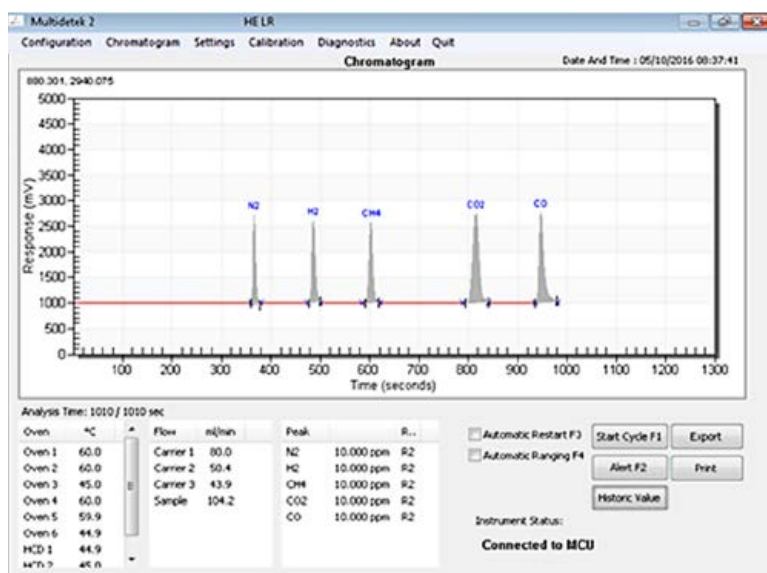 Multidetek 2 HE LR
Configuration Chromatogram Settings Calibration Diagnostics About Quit
Chromatogram Date And Time : 05/10/2016 08:37:41
880.301, 2940.075
Response (mV)
5000
4500
4000
3500
3000
2500
2000
1500
1000
500
0
N2 H2 CH4 CO2 CO
100 200 300 400 500 600 700 800 900 1000 1100 1200 1300
Time (seconds)
Analysis Time: 1010 / 1010 sec
Oven °C
Oven 1 60.0
Oven 2 60.0
Oven 3 45.0
Oven 4 60.0
Oven 5 59.9
Oven 6 44.9
HCD 1 44.9
HCD 2 45.0
Flow ml/min
Carrier 1 80.0
Carrier 2 50.4
Carrier 3 43.9
Sample 104.2
Peak R...
N2 10.000 ppm R2
H2 10.000 ppm R2
CH4 10.000 ppm R2
CO2 10.000 ppm R2
CO 10.000 ppm R2
Automatic Restart F3
Automatic Ranging F4
Start Cycle F1 Export
Alert F2 Print
Historic Value
Instrument Status:
Connected to MCU